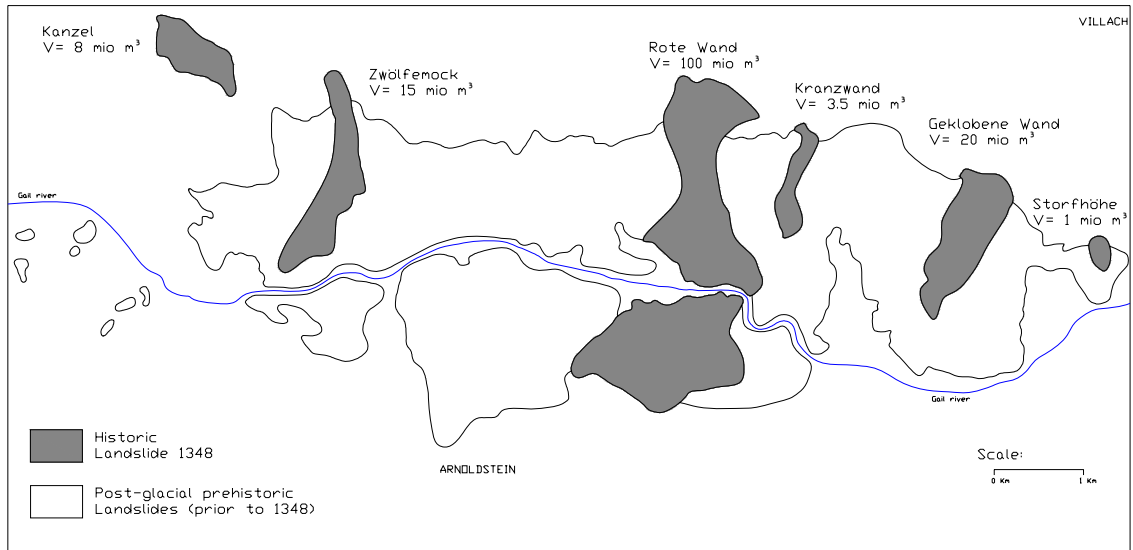 VILLACH
Kanzel
V= 8 mio m³
Zwölfemock
V= 15 mio m³
Rote Wand
V= 100 mio m³
Kranzwand
V= 3.5 mio m³
Geklobene Wand
V= 20 mio m³
Storfhöhe
V= 1 mio m³
Gail river
Gail river
Historic
Landslide 1348
ARNOLDSTEIN
Scale:
0 Km 1 Km
Post-glacial prehistoric
Landslides (prior to 1348)